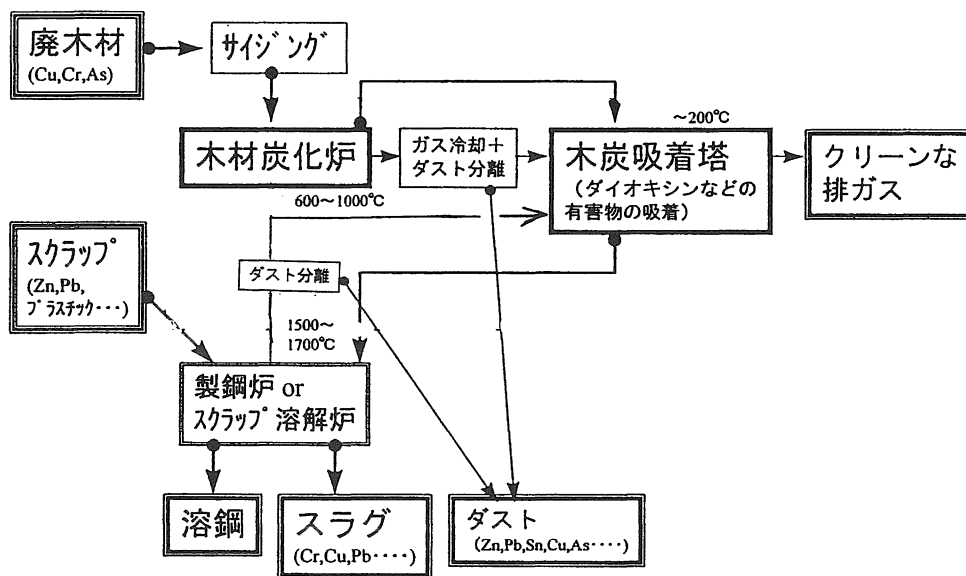 廃木材
(Cu,Cr,As)
ｻｲｼﾞﾝｸﾞ
木材炭化炉
600～1000℃
ガス冷却＋
ダスト分離
～200℃
木炭吸着塔
（ダイオキシンなどの
有害物の吸着）
クリーンな
排ガス
ｽｸﾗｯﾌﾟ
(Zn,Pb,
ﾌﾟﾗｽﾁｯｸ･･･)
ダスト分離
1500～
1700℃
製鋼炉 or
ｽｸﾗｯﾌﾟ溶解炉
溶鋼
スラグ
(Cr,Cu,Pb････)
ダスト
(Zn,Pb,Sn,Cu,As････)